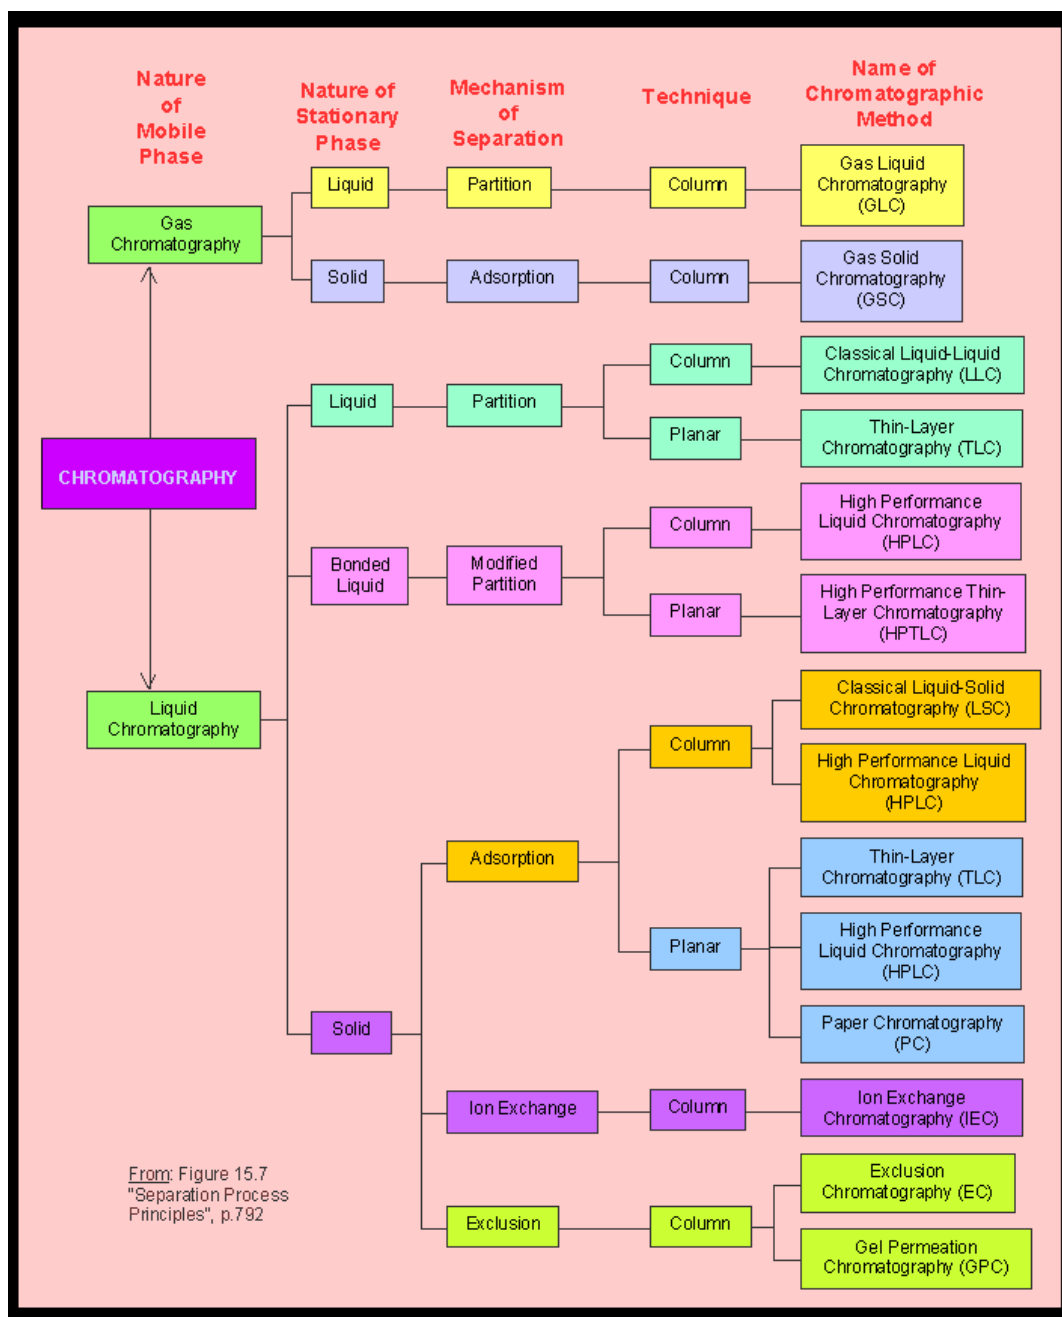 Nature
of
Mobile
Phase
Nature of
Stationary
Phase
Mechanism
of
Separation
Technique
Name of
Chromatographic
Method
Gas
Chromatography
Liquid
Partition
Column
Gas Liquid
Chromatography
(GLC)
Solid
Adsorption
Column
Gas Solid
Chromatography
(GSC)
CHROMATOGRAPHY
Liquid
Chromatography
Liquid
Partition
Column
Classical Liquid-Liquid
Chromatography (LLC)
Planar
Thin-Layer
Chromatography (TLC)
Bonded
Liquid
Modified
Partition
Column
High Performance
Liquid Chromatography
(HPLC)
Planar
High Performance Thin-
Layer Chromatography
(HPTLC)
Solid
Adsorption
Column
Classical Liquid-Solid
Chromatography (LSC)
High Performance Liquid
Chromatography
(HPLC)
Planar
Thin-Layer
Chromatography (TLC)
High Performance
Liquid Chromatography
(HPLC)
Paper Chromatography
(PC)
Ion Exchange
Column
Ion Exchange
Chromatography (IEC)
Exclusion
Column
Exclusion
Chromatography (EC)
Gel Permeation
Chromatography (GPC)
From: Figure 15.7
"Separation Process
Principles", p.792